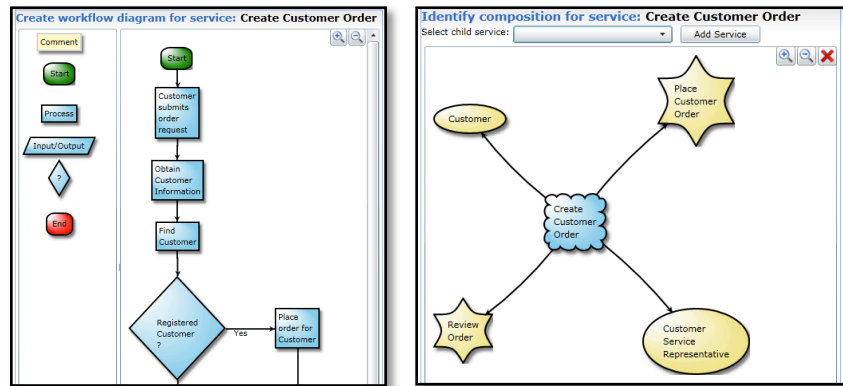 Create workflow diagram for service: Create Customer Order
Comment
Start
Process
Input/Output
?
End
Start
Customer
submits
order
request
Obtain
Customer
Information
Find
Customer
Registered
Customer
?
Yes
Place
order for
Customer
Identify composition for service: Create Customer Order
Select child service:
Add Service
Customer
Place
Customer
Order
Create
Customer
Order
Review
Order
Customer
Service
Representative